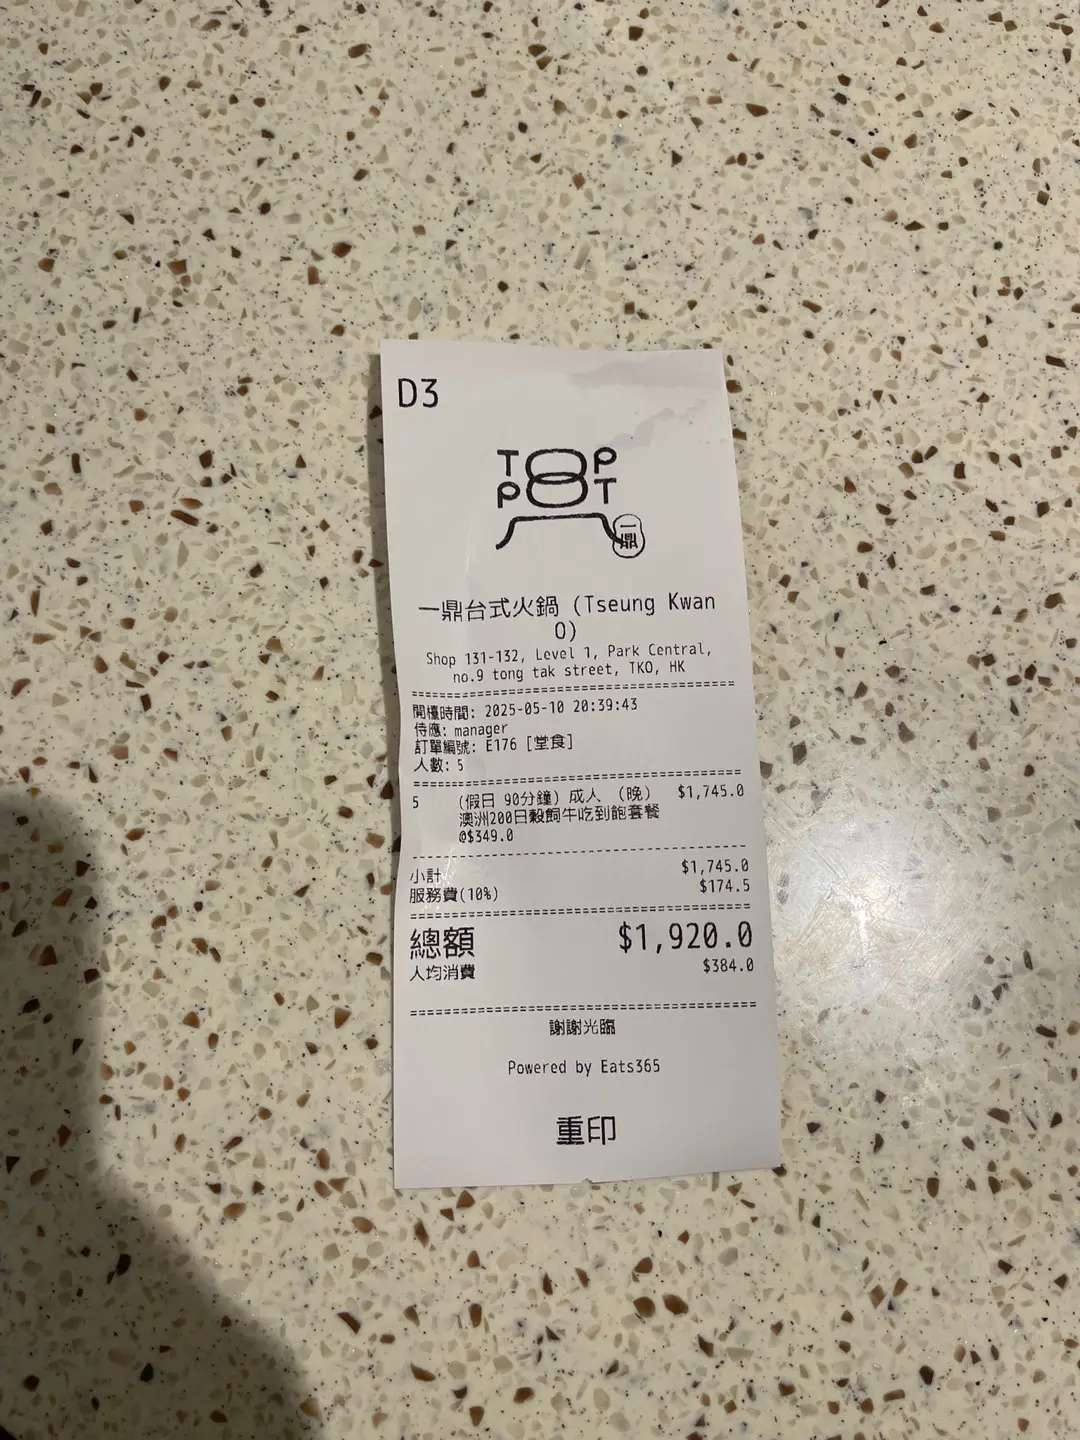 D3
TOP
POT
一鼎
一鼎台式火鍋 (Tseung Kwan
O)
Shop 131-132, Level 1, Park Central,
no.9 tong tak street, TKO, HK
開檯時間: 2025-05-10 20:39:43
侍應: manager
訂單編號: E176 [堂食]
人數: 5
5 (假日 90分鐘) 成人 (晚) $1,745.0
澳洲200日穀飼牛吃到飽套餐
@$349.0
小計 $1,745.0
服務費(10%) $174.5
總額 $1,920.0
人均消費 $384.0
謝謝光臨
Powered by Eats365
重印